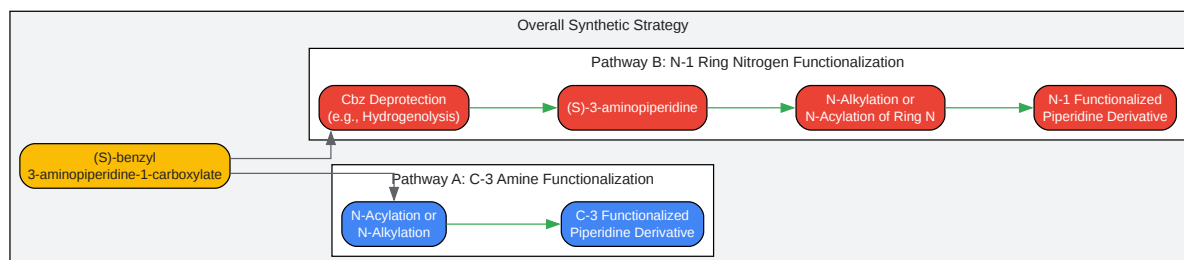 Overall Synthetic Strategy
Pathway B: N-1 Ring Nitrogen Functionalization
Cbz Deprotection
(e.g., Hydrogenolysis)
(S)-3-aminopiperidine
N-Alkylation or
N-Acylation of Ring N
N-1 Functionalized
Piperidine Derivative
(S)-benzyl
3-aminopiperidine-1-carboxylate
Pathway A: C-3 Amine Functionalization
N-Acylation or
N-Alkylation
C-3 Functionalized
Piperidine Derivative